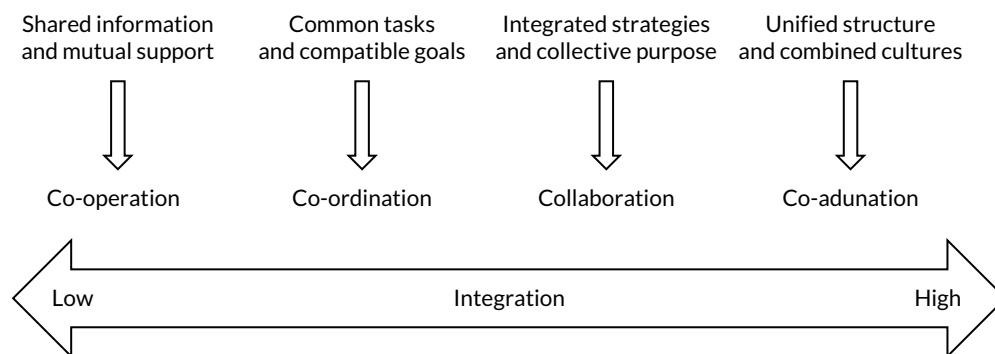 Shared information
and mutual support
Common tasks
and compatible goals
Integrated strategies
and collective purpose
Unified structure
and combined cultures
Co-operation
Co-ordination
Collaboration
Co-adunation
Low
Integration
High